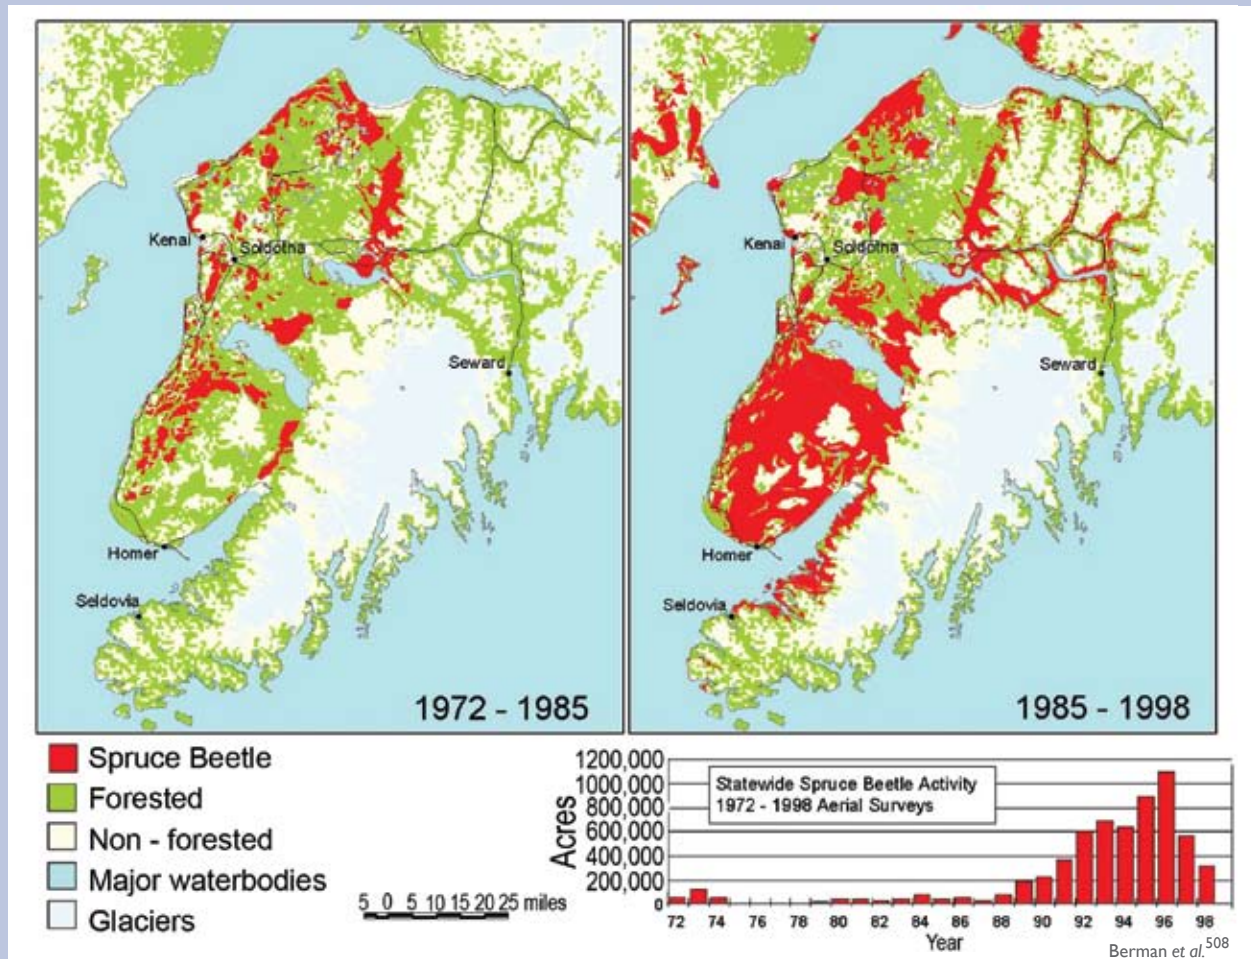 Kenai
Soldotna
Seward
Homer
Seldovia
1972 - 1985
Kenai
Soldotna
Seward
Homer
Seldovia
1985 - 1998
Spruce Beetle
Forested
Non - forested
Major waterbodies
Glaciers
5 0 5 10 15 20 25 miles
Statewide Spruce Beetle Activity
1972 - 1998 Aerial Surveys
Acres
1200,000
1000,000
800,000
600,000
400,000
200,000
0
72 74 76 78 80 82 84 86 88 90 92 94 96 98
Year
Berman et al.508